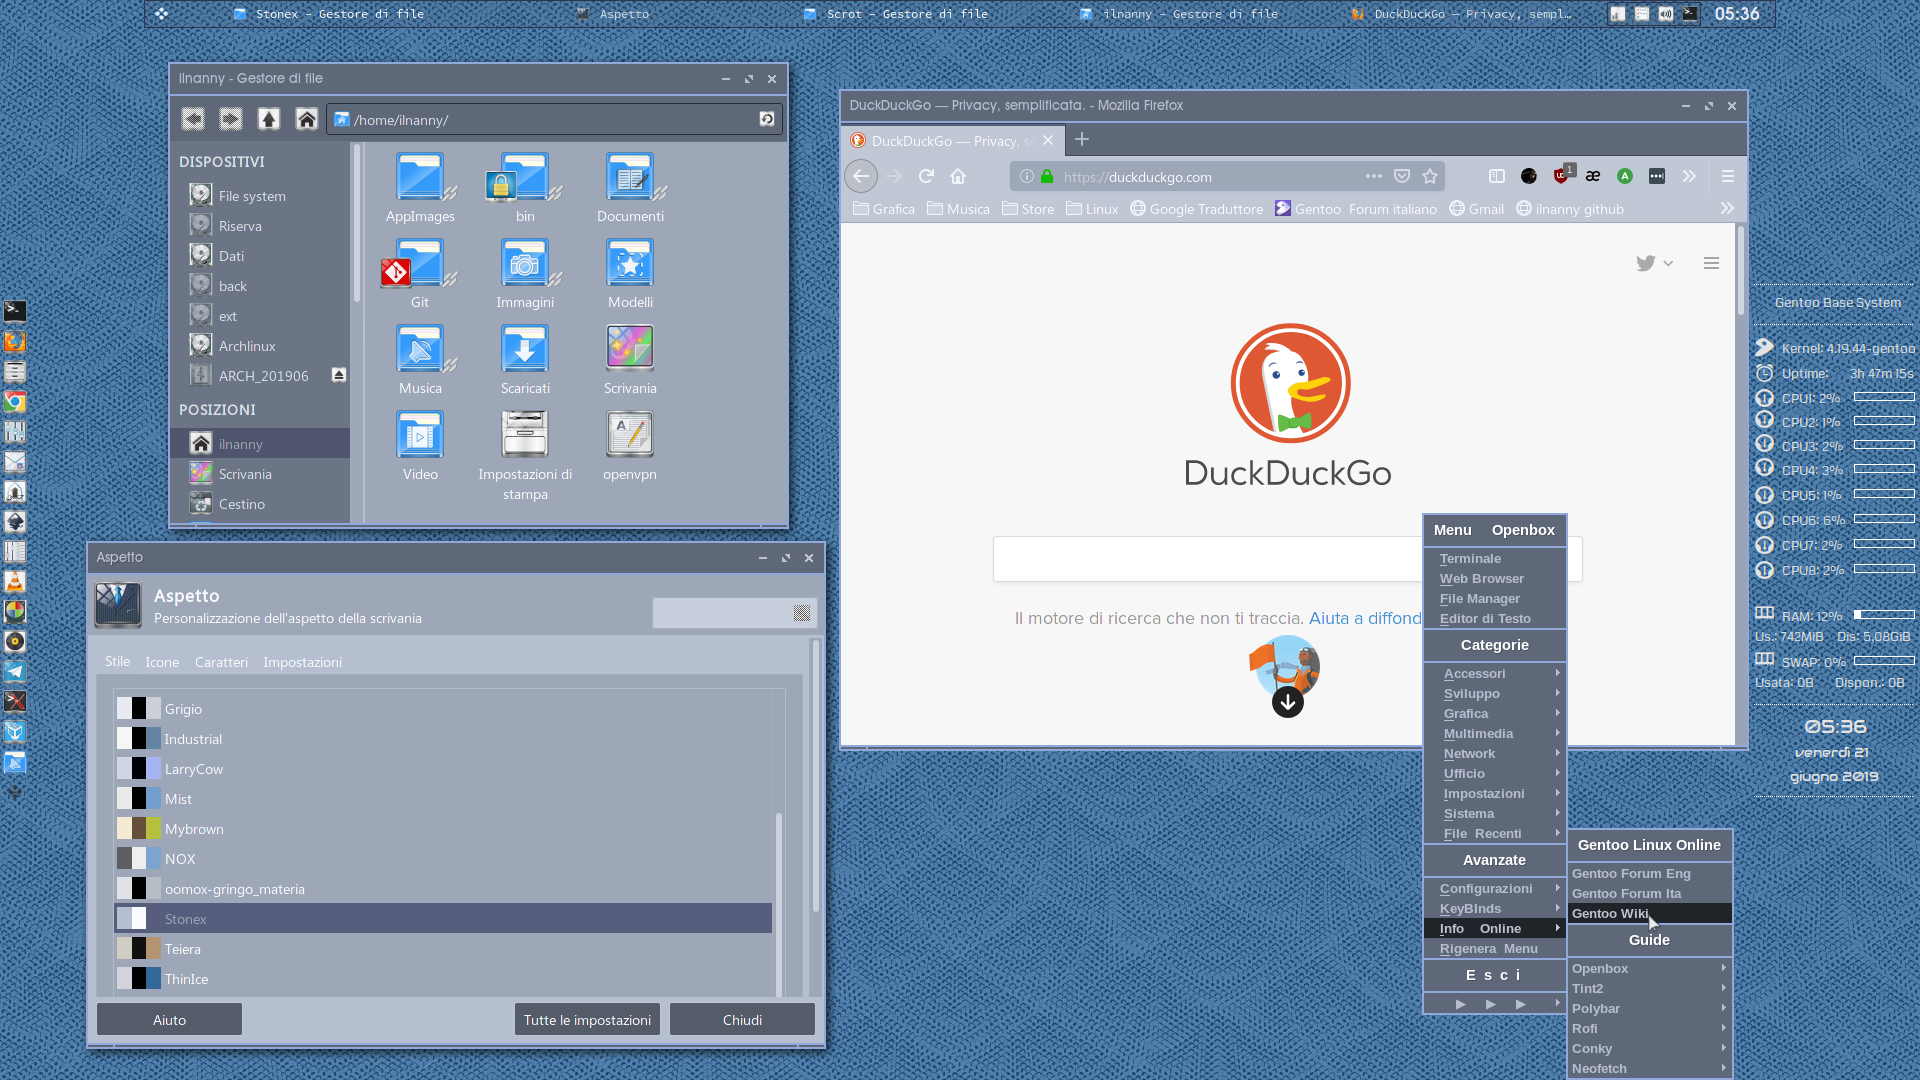 Stonex - Gestore di file
Aspetto
Scrot - Gestore di file
ilnanny - Gestore di file
DuckDuckGo — Privacy, sempl…
05:36
ilnanny - Gestore di file
/home/ilnanny/
DISPOSITIVI
File system
Riserva
Dati
back
ext
Archlinux
ARCH_201906
POSIZIONI
ilnanny
Scrivania
Cestino
AppImages
bin
Documenti
Git
Immagini
Modelli
Musica
Scaricati
Scrivania
Video
Impostazioni di
stampa
openvpn
Aspetto
Aspetto
Personalizzazione dell'aspetto della scrivania
Stile
Icone
Caratteri
Impostazioni
Grigio
Industrial
LarryCow
Mist
Mybrown
NOX
oomox-gringo_materia
Stonex
Teiera
ThinIce
Aiuto
Tutte le impostazioni
Chiudi
DuckDuckGo — Privacy, semplificata. - Mozilla Firefox
DuckDuckGo — Privacy, se
https://duckduckgo.com
1
Grafica
Musica
Store
Linux
Google Traduttore
Gentoo Forum italiano
Gmail
ilnanny github
DuckDuckGo
Il motore di ricerca che non ti traccia. Aiuta a diffond
Menu Openbox
Terminale
Web Browser
File Manager
Editor di Testo
Categorie
Accessori
Sviluppo
Grafica
Multimedia
Network
Ufficio
Impostazioni
Sistema
File Recenti
Avanzate
Configurazioni
KeyBInds
Info Online
Rigenera Menu
E s c i
Gentoo Linux Online
Gentoo Forum Eng
Gentoo Forum Ita
Gentoo Wiki
Guide
Openbox
Tint2
Polybar
Rofi
Conky
Neofetch
Gentoo Base System
Kernel: 4.19.44-gentoo
Uptime: 3h 47m 15s
CPU1: 2%
CPU2: 1%
CPU3: 2%
CPU4: 3%
CPU5: 1%
CPU6: 6%
CPU7: 2%
CPU8: 2%
RAM: 12%
Us.: 742MiB Dis: 5,08GiB
SWAP: 0%
Usata: 0B Dispon.: 0B
05:36
venerdì 21
giugno 2019